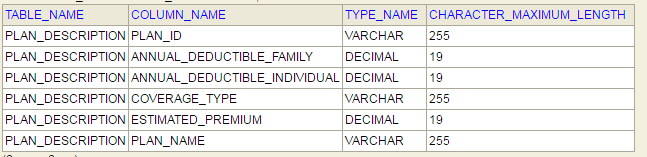 TABLE_NAME COLUMN_NAME TYPE_NAME CHARACTER_MAXIMUM_LENGTH
PLAN_DESCRIPTION PLAN_ID VARCHAR 255
PLAN_DESCRIPTION ANNUAL_DEDUCTIBLE_FAMILY DECIMAL 19
PLAN_DESCRIPTION ANNUAL_DEDUCTIBLE_INDIVIDUAL DECIMAL 19
PLAN_DESCRIPTION COVERAGE_TYPE VARCHAR 255
PLAN_DESCRIPTION ESTIMATED_PREMIUM DECIMAL 19
PLAN_DESCRIPTION PLAN_NAME VARCHAR 255